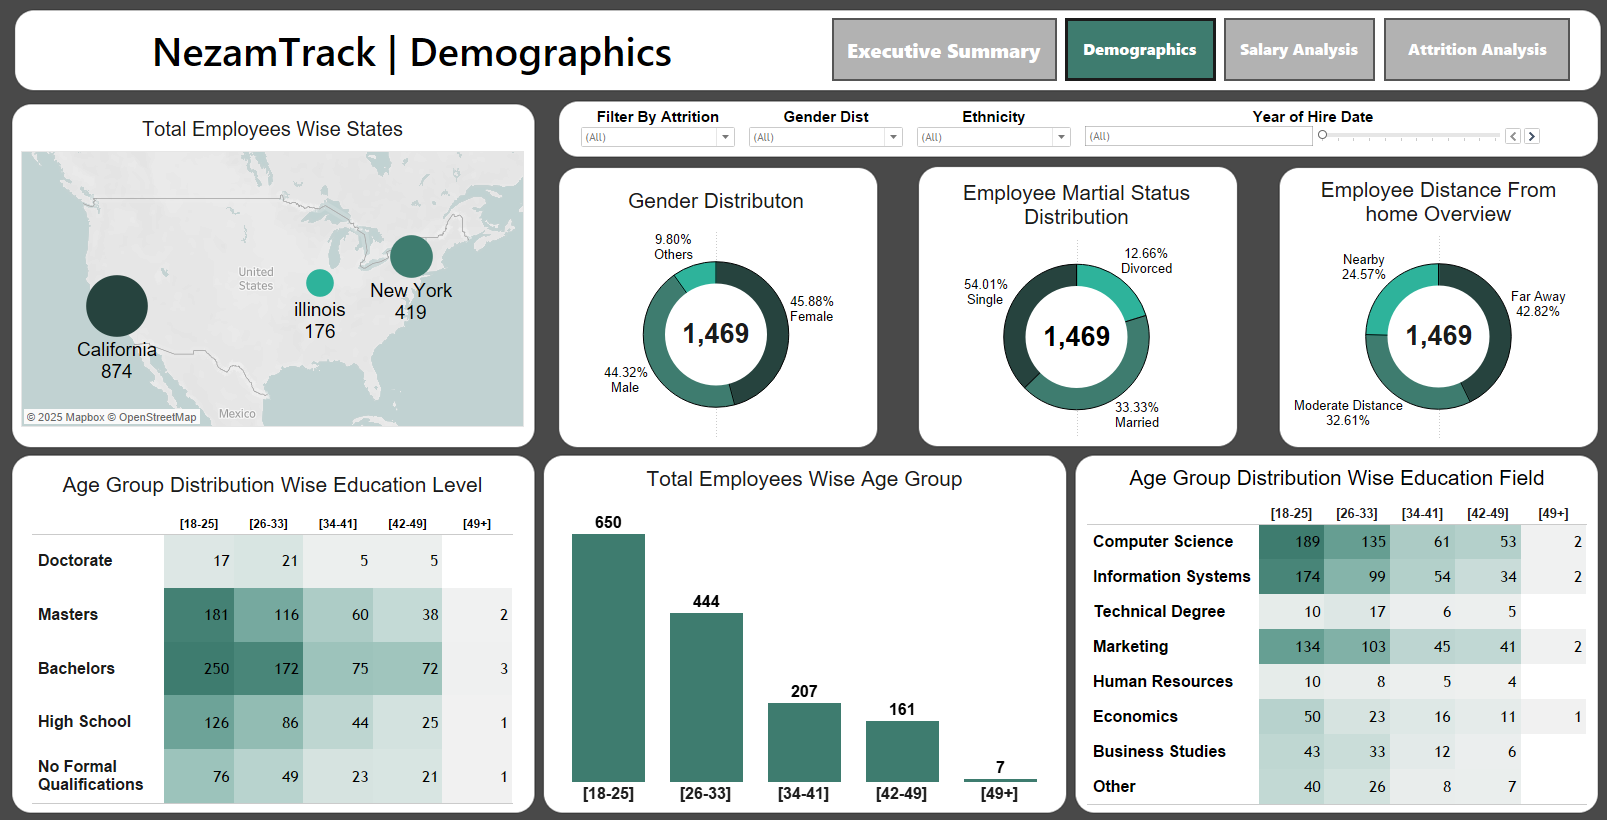 NezamTrack | Demographics
Executive Summary
Demographics
Salary Analysis
Attrition Analysis
Filter By Attrition
Gender Dist
Ethnicity
Year of Hire Date
(All)
(All)
(All)
(All)
Total Employees Wise States
United
States
Mexico
California
874
illinois
176
New York
419
© 2025 Mapbox © OpenStreetMap
Gender Distributon
9.80%
Others
45.88%
Female
44.32%
Male
1,469
Employee Martial Status
Distribution
12.66%
Divorced
54.01%
Single
33.33%
Married
1,469
Employee Distance From
home Overview
Nearby
24.57%
Far Away
42.82%
Moderate Distance
32.61%
1,469
Age Group Distribution Wise Education Level
[18-25] [26-33] [34-41] [42-49] [49+]
Doctorate 17 21 5 5
Masters 181 116 60 38 2
Bachelors 250 172 75 72 3
High School 126 86 44 25 1
No Formal
Qualifications 76 49 23 21 1
Total Employees Wise Age Group
650
444
207
161
7
[18-25] [26-33] [34-41] [42-49] [49+]
Age Group Distribution Wise Education Field
[18-25] [26-33] [34-41] [42-49] [49+]
Computer Science 189 135 61 53 2
Information Systems 174 99 54 34 2
Technical Degree 10 17 6 5
Marketing 134 103 45 41 2
Human Resources 10 8 5 4
Economics 50 23 16 11 1
Business Studies 43 33 12 6
Other 40 26 8 7